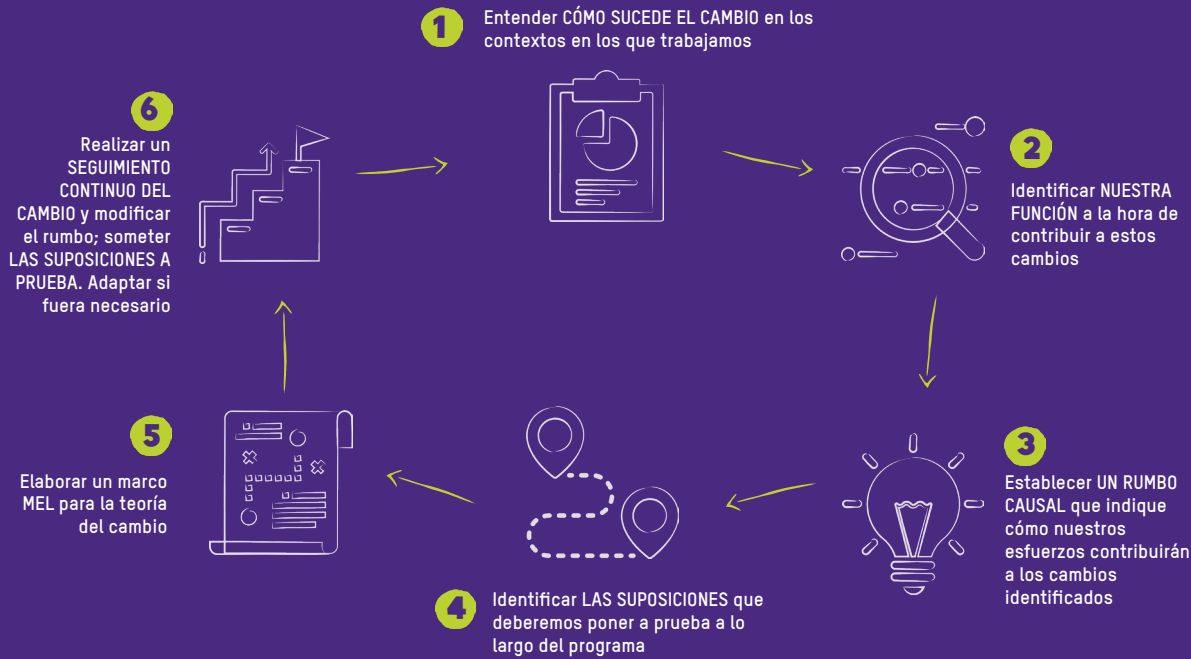 1
Entender CÓMO SUCEDE EL CAMBIO en los
contextos en los que trabajamos
2
Identificar NUESTRA
FUNCIÓN a la hora de
contribuir a estos
cambios
3
Establecer UN RUMBO
CAUSAL que indique
cómo nuestros
esfuerzos contribuirán
a los cambios
identificados
4
Identificar LAS SUPOSICIONES que
deberemos poner a prueba a lo
largo del programa
5
Elaborar un marco
MEL para la teoría
del cambio
6
Realizar un
SEGUIMIENTO
CONTINUO DEL
CAMBIO y modificar
el rumbo; someter
LAS SUPOSICIONES A
PRUEBA. Adaptar si
fuera necesario